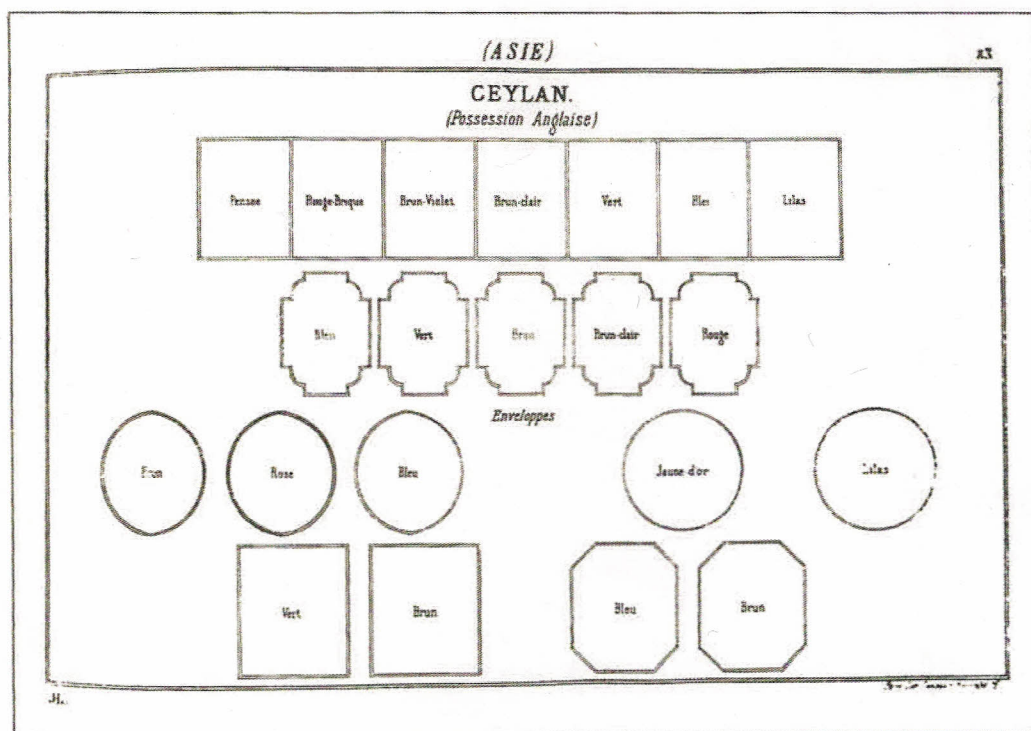 (ASIE)
CEYLAN.
(Possession Anglaise)
Pensée Rouge-Brique Brun-Violet Brun-clair Vert Bleu Lilas
Bleu Vert Brun Brun-clair Rouge
Enveloppes
Brun Rose Bleu Jaune-d'or Lilas
Vert Brun Bleu Brun